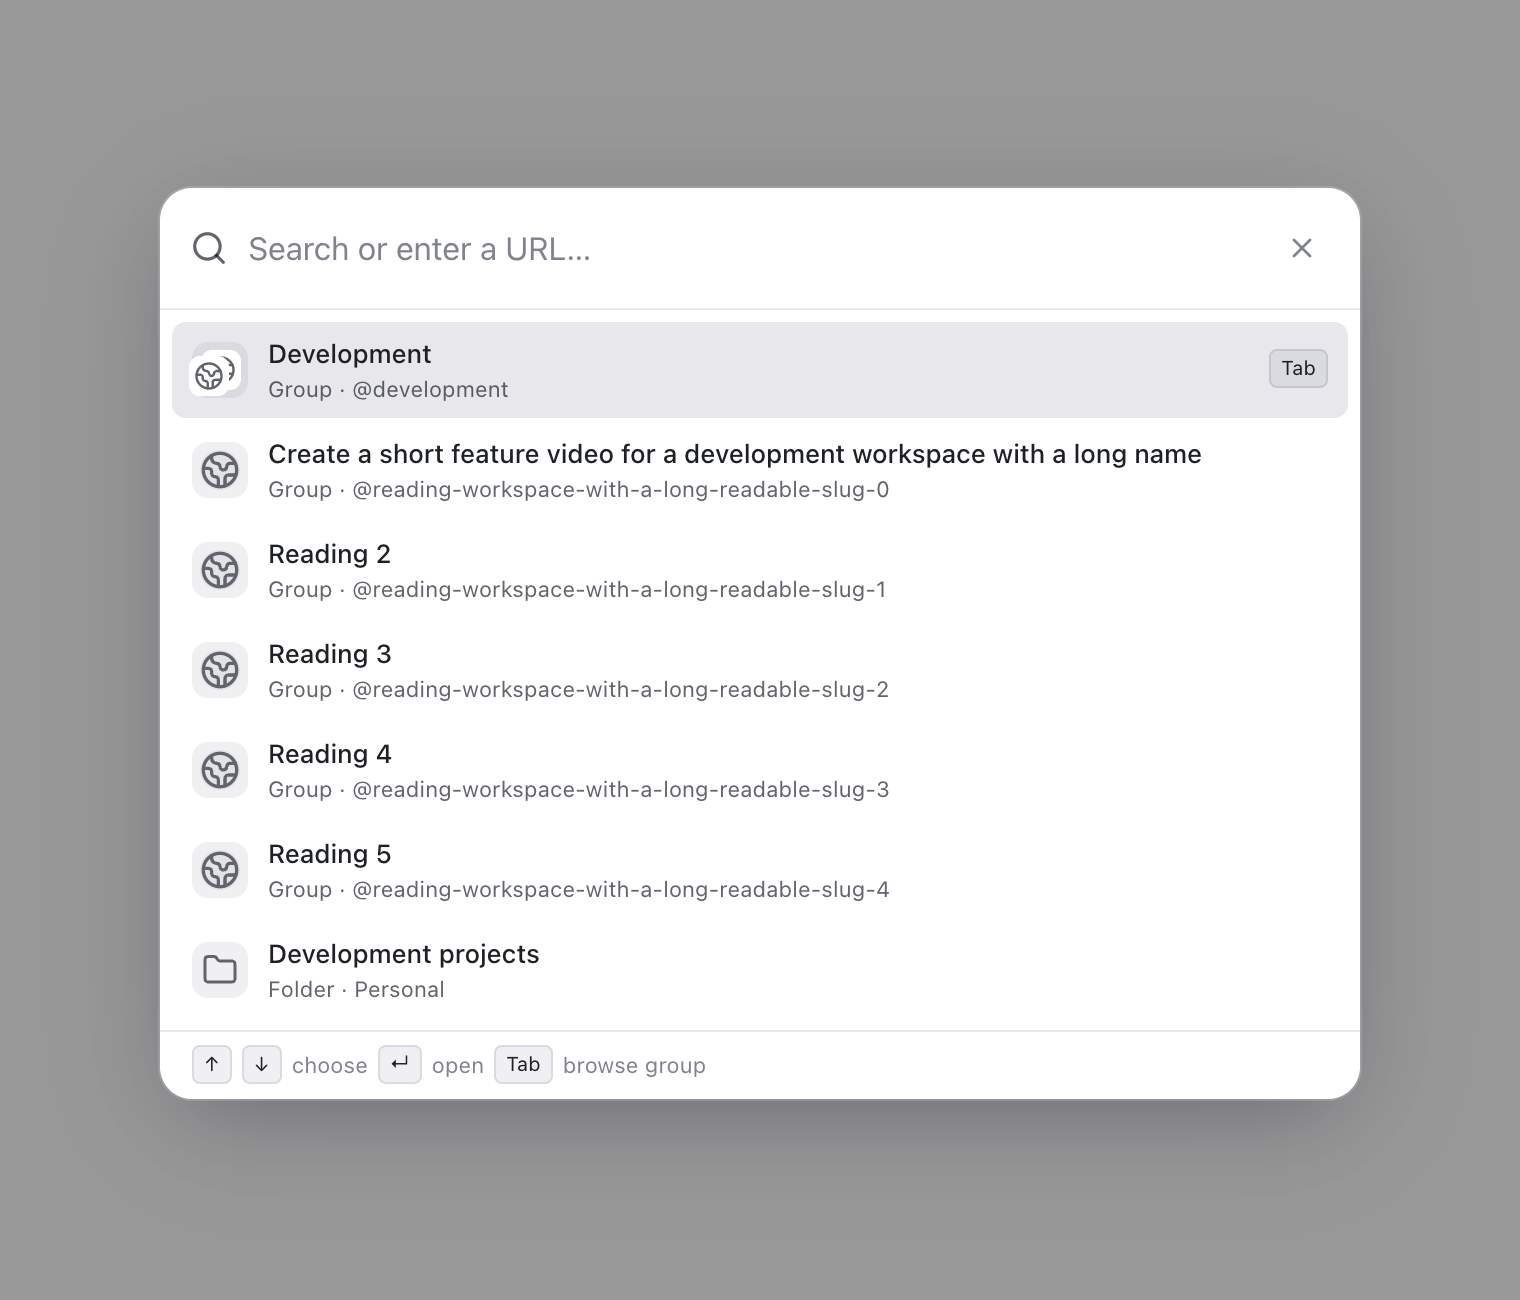 Search or enter a URL...
Development
Group · @development
Tab
Create a short feature video for a development workspace with a long name
Group · @reading-workspace-with-a-long-readable-slug-0
Reading 2
Group · @reading-workspace-with-a-long-readable-slug-1
Reading 3
Group · @reading-workspace-with-a-long-readable-slug-2
Reading 4
Group · @reading-workspace-with-a-long-readable-slug-3
Reading 5
Group · @reading-workspace-with-a-long-readable-slug-4
Development projects
Folder · Personal
↑ ↓ choose ↵ open Tab browse group